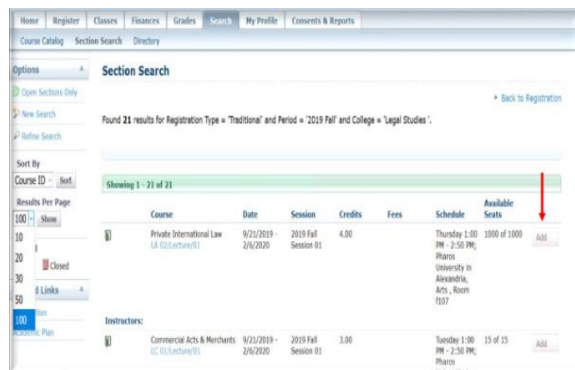 Home Register Classes Finances Grades Search My Profile Consents & Reports
Course Catalog Section Search Directory
Options
Open Sections Only
New Search
Refine Search
Sort By
Course ID Sort
Results Per Page
100 Show
10
20
30
50
100
Closed
d Links
Academic Plan
Section Search
Back to Registration
Found 21 results for Registration Type = 'Traditional' and Period = '2019 Fall' and College = 'Legal Studies '.
Showing 1 - 21 of 21
Course Date Session Credits Fees Schedule Available Seats
Private International Law 9/21/2019 - 2019 Fall 4.00 Thursday 1:00 1000 of 1000 Add
LA 02/Lecture/01 2/6/2020 Session 01 PM - 2:50 PM;
Pharos
University in
Alexandria,
Arts , Room
f107
Instructors:
Commercial Acts & Merchants 9/21/2019 - 2019 Fall 3.00 Tuesday 1:00 15 of 15 Add
LC 01/Lecture/01 2/6/2020 Session 01 PM - 2:50 PM;
Pharos